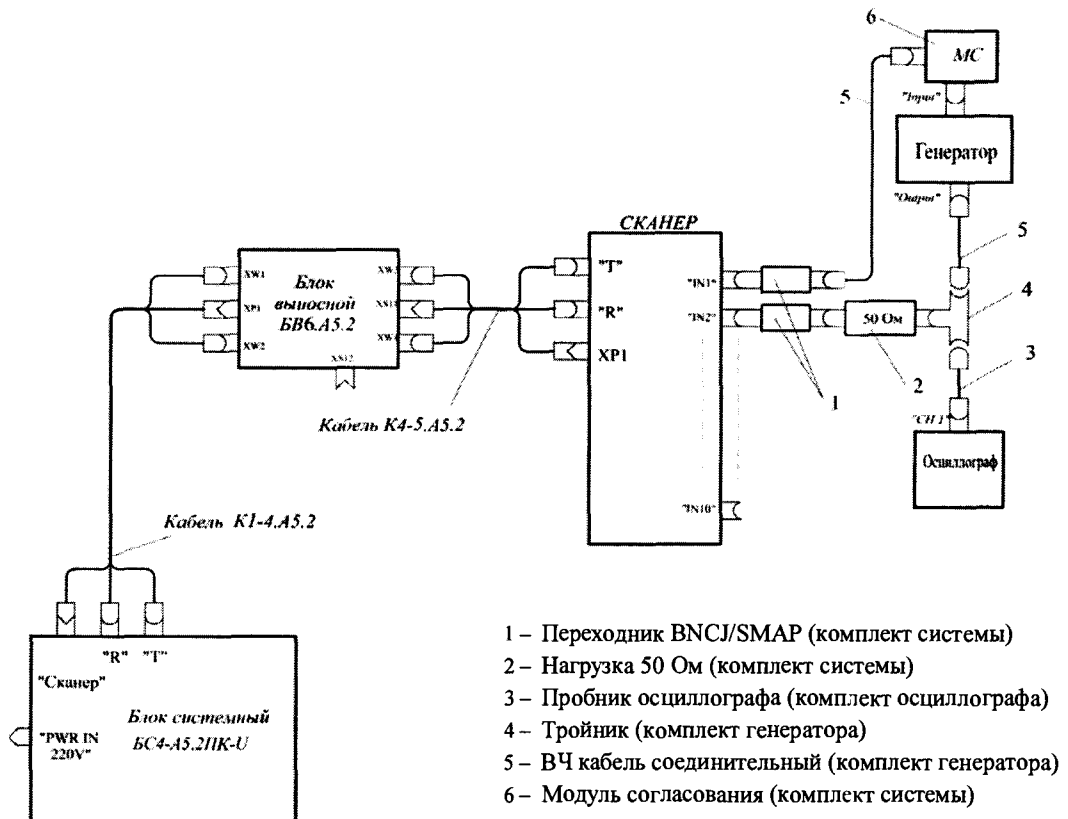 6
МС
"Input"
5
Генератор
"Output"
5
4
3
"CH 1"
Осциллограф
СКАНЕР
"T"
"R"
XP1
"IN1"
"IN2"
"IN10"
50 Ом
1
2
XW1
XP1
XW2
Блок
выносной
БВ6.А5.2
XS12
Кабель К4-5.А5.2
Кабель К1-4.А5.2
"R" "T"
"Сканер"
"PWR IN
220V"
Блок системный
БС4-А5.2ПК-U
1 – Переходник BNCJ/SMAP (комплект системы)
2 – Нагрузка 50 Ом (комплект системы)
3 – Пробник осциллографа (комплект осциллографа)
4 – Тройник (комплект генератора)
5 – ВЧ кабель соединительный (комплект генератора)
6 – Модуль согласования (комплект системы)